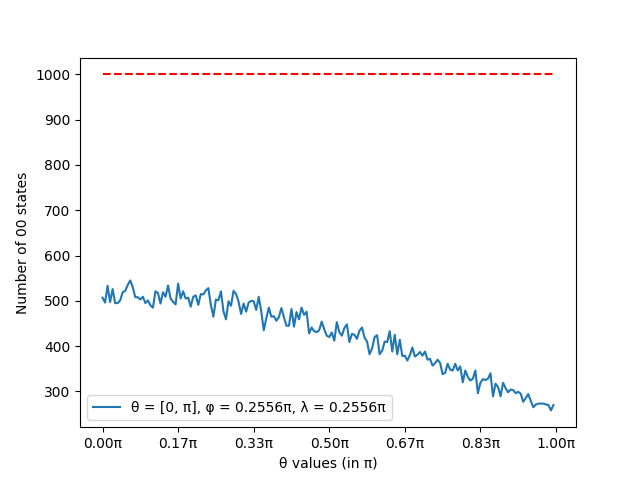 1000
900
800
700
600
500
400
300
Number of 00 states
θ = [0, π], φ = 0.2556π, λ = 0.2556π
0.00π 0.17π 0.33π 0.50π 0.67π 0.83π 1.00π
θ values (in π)